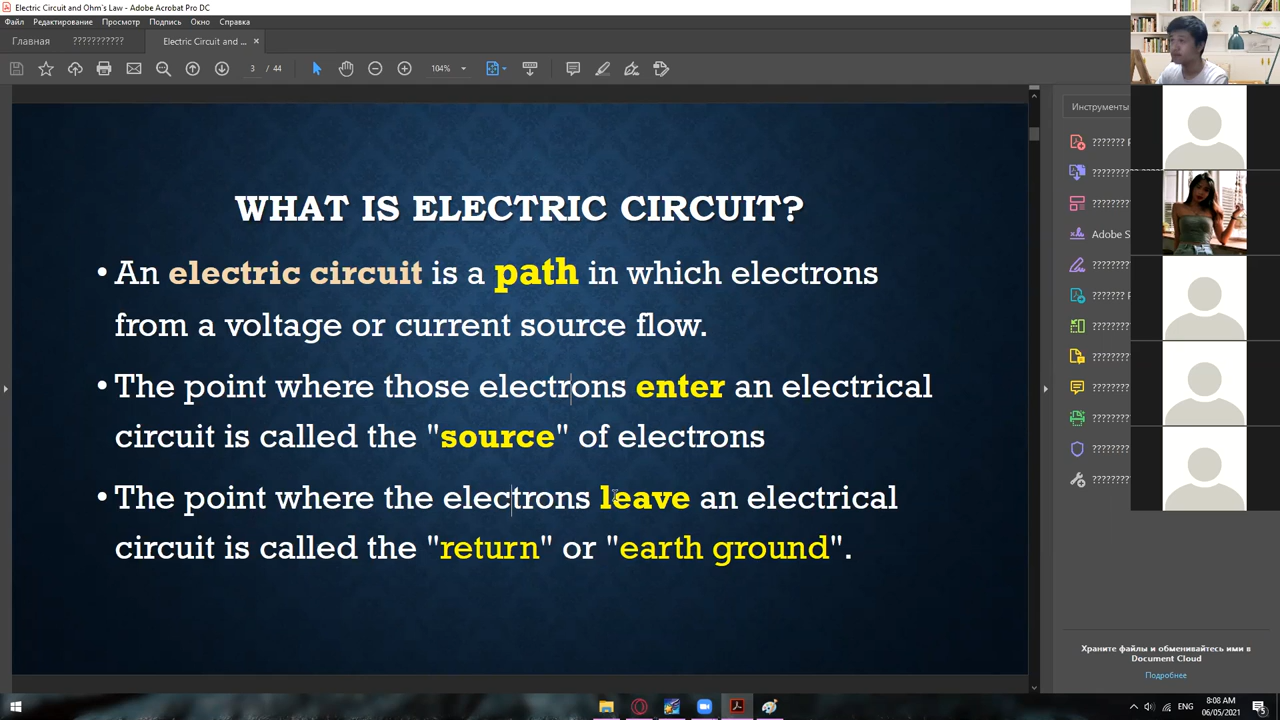 Electric Circuit and Ohm's Law - Adobe Acrobat Pro DC
Файл Редактирование Просмотр Подпись Окно Справка
Главная ??????????? Electric Circuit and ... ×
3 / 44 104%
Инструменты
??????? P
????????
????????
????????
Adobe S
????????
??????? P
????????
????????
????????
????????
????????
????????
WHAT IS ELECTRIC CIRCUIT?
• An electric circuit is a path in which electrons
from a voltage or current source flow.
• The point where those electrons enter an electrical
circuit is called the "source" of electrons
• The point where the electrons leave an electrical
circuit is called the "return" or "earth ground".
Храните файлы и обменивайтесь ими в
Document Cloud
Подробнее
ENG
8:08 AM
06/05/2021
5